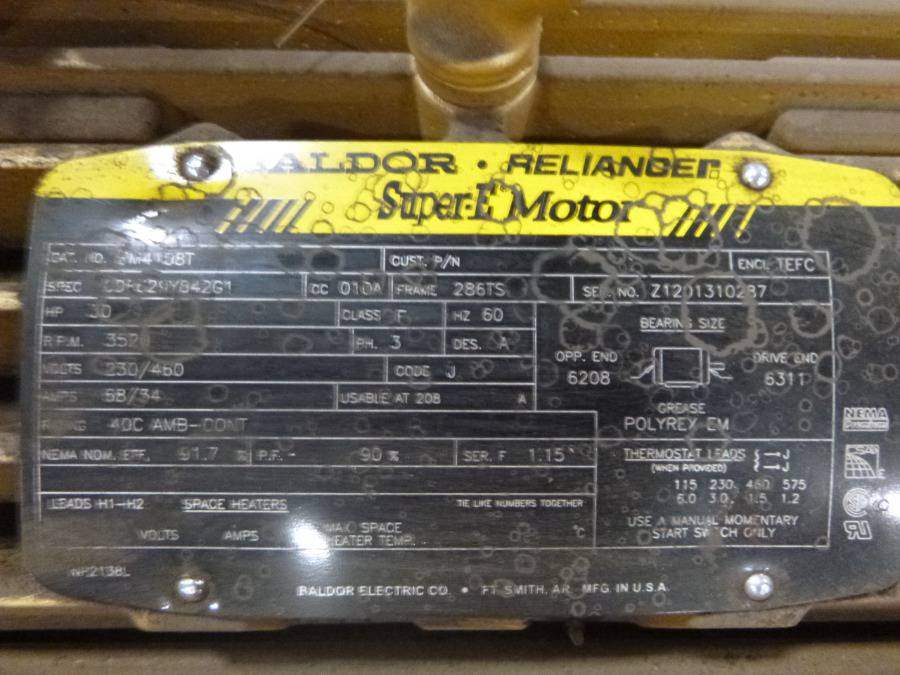 BALDOR • RELIANCER
Super-E Motor
CAT. NO. EM4108T CUST. P/N ENCL TEFC
SPEC CC 010A FRAME 286TS SER. NO. Z1201310287
HP 30 CLASS F HZ 60
R.P.M. PH. 3 DES. A
VOLTS 230/460 CODE J
AMPS 68/34 USABLE AT 208 A
RATING 40C AMB-CONT
NEMA NOM. EFF. 91.7 % P.F. 90 % SER. F 1.15
LEADS H1-H2 SPACE HEATERS TIE LIKE NUMBERS TOGETHER
VOLTS AMPS MAX SPACE
HEATER TEMP. °C
NP2138L
BEARING SIZE
OPP. END DRIVE END
6208 6311
GREASE
POLYREX EM
THERMOSTAT LEADS J
(WHEN PROVIDED) J
115 230 460 575
6.0 3.0 1.5 1.2
USE A MANUAL MOMENTARY
START SWITCH ONLY
NEMA
Premium
BALDOR ELECTRIC CO. • FT. SMITH, AR. MFG. IN U.S.A.